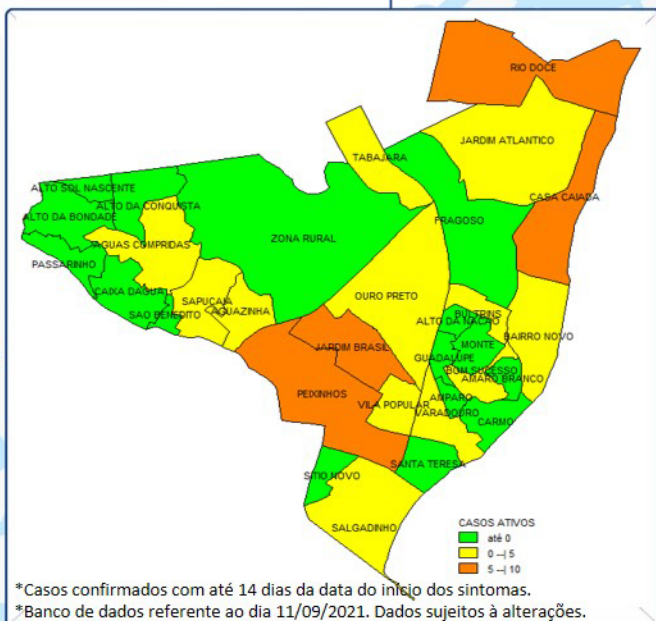 RIO DOCE
JARDIM ATLANTICO
TABAJARA
ALTO SOL NASCENTE
CASA CAIADA
ALTO DA CONQUISTA
ALTO DA BONDADE
FRAGOSO
ZONA RURAL
AGUAS COMPRIDAS
PASSARINHO
CAIXA DAGUA
OURO PRETO
SAPUCAIA
AGUAZINHA
SAO BENEDITO
BULTRINS
ALTO DA NACAO
BAIRRO NOVO
JARDIM BRASIL
MONTE
GUADALUPE
BOM SUCESSO
AMARO BRANCO
PEIXINHOS
AMPARO
VILA POPULAR
VARADOURO
CARMO
SANTA TERESA
SITIO NOVO
SALGADINHO
CASOS ATIVOS
até 0
0 --| 5
5 --| 10
*Casos confirmados com até 14 dias da data do início dos sintomas.
*Banco de dados referente ao dia 11/09/2021. Dados sujeitos à alterações.